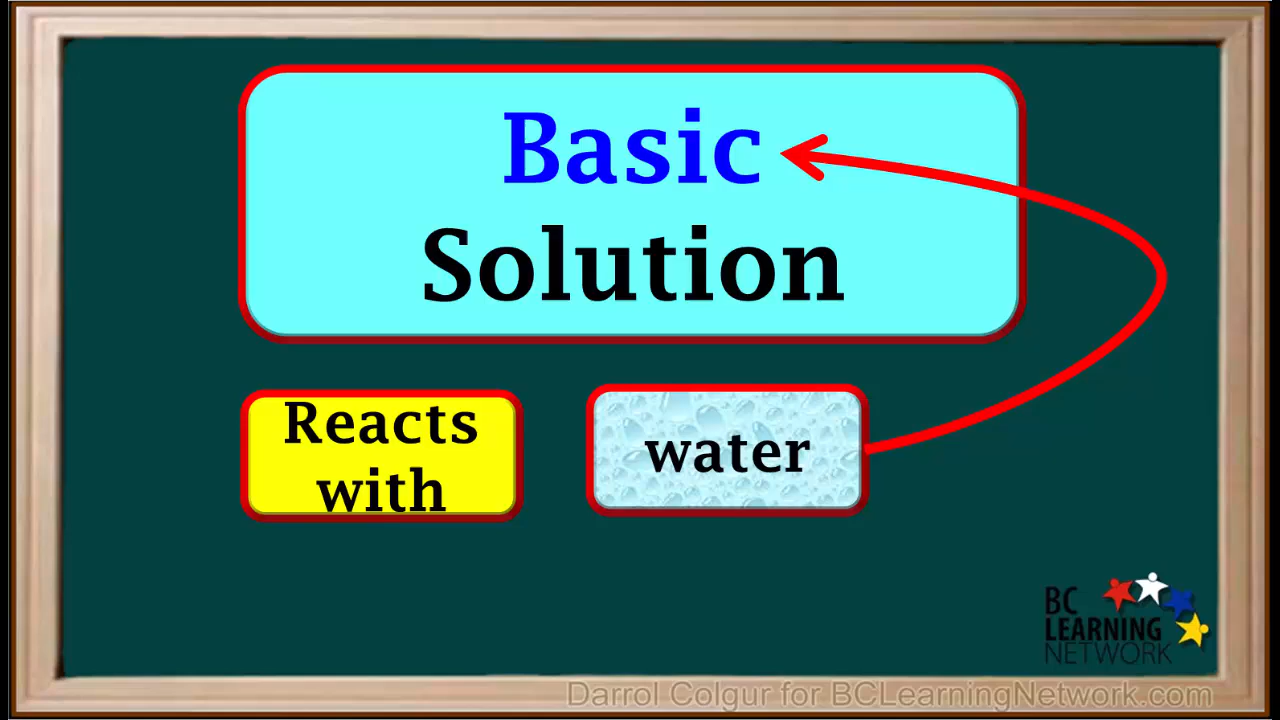 Basic
Solution
Reacts
with
water
BC
LEARNING
NETWORK
Darrol Colgur for BCLearningNetwork.com